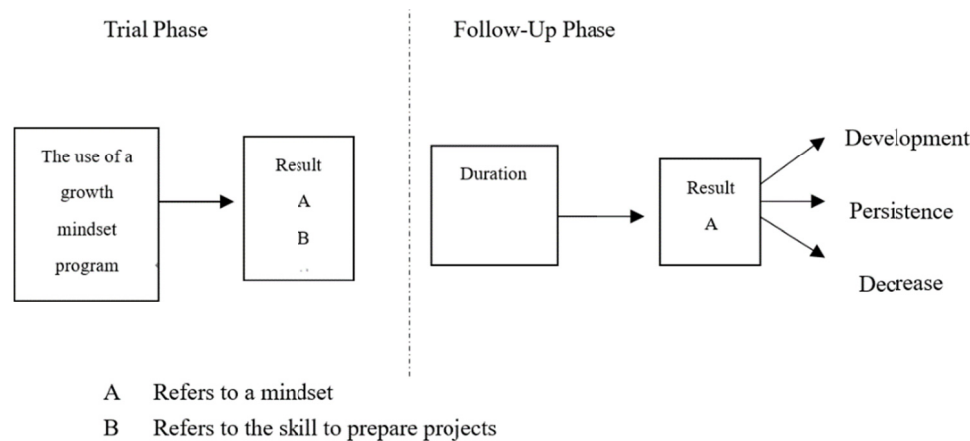 Trial Phase
Follow-Up Phase
The use of a
growth
mindset
program
Result
A
B
Duration
Result
A
Development
Persistence
Decrease
A Refers to a mindset
B Refers to the skill to prepare projects